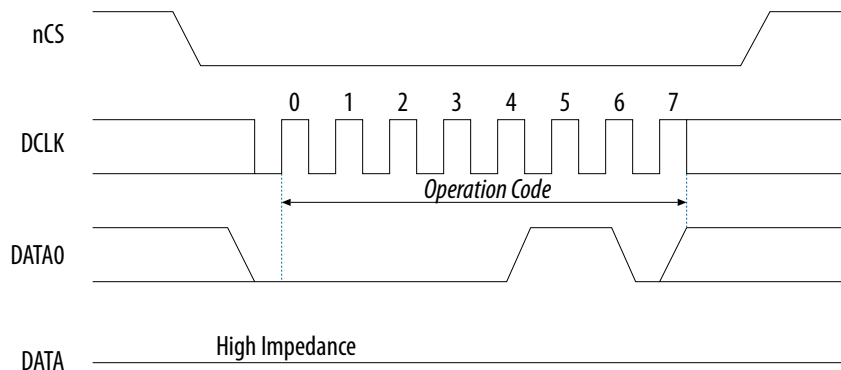 nCS
0 1 2 3 4 5 6 7
DCLK
Operation Code
DATA0
High Impedance
DATA